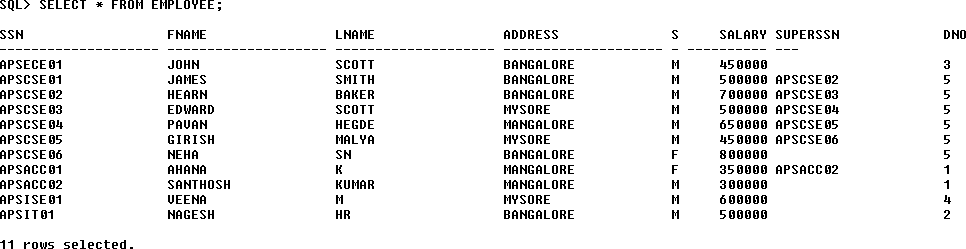 SQL> SELECT * FROM EMPLOYEE;
SSN FNAME LNAME ADDRESS S SALARY SUPERSSN DNO
-------------------- -------------------- -------------------- -------------------- - ---------- -------------------- ---
APSECE01 JOHN SCOTT BANGALORE M 450000 3
APSCSE01 JAMES SMITH BANGALORE M 500000 APSCSE02 5
APSCSE02 HEARN BAKER BANGALORE M 700000 APSCSE03 5
APSCSE03 EDWARD SCOTT MYSORE M 500000 APSCSE04 5
APSCSE04 PAVAN HEGDE MANGALORE M 650000 APSCSE05 5
APSCSE05 GIRISH MALYA MYSORE M 450000 APSCSE06 5
APSCSE06 NEHA SN BANGALORE F 800000 5
APSACC01 AHANA K MANGALORE F 350000 APSACC02 1
APSACC02 SANTHOSH KUMAR MANGALORE M 300000 1
APSISE01 VEENA M MYSORE M 600000 4
APSIT01 NAGESH HR BANGALORE M 500000 2
11 rows selected.